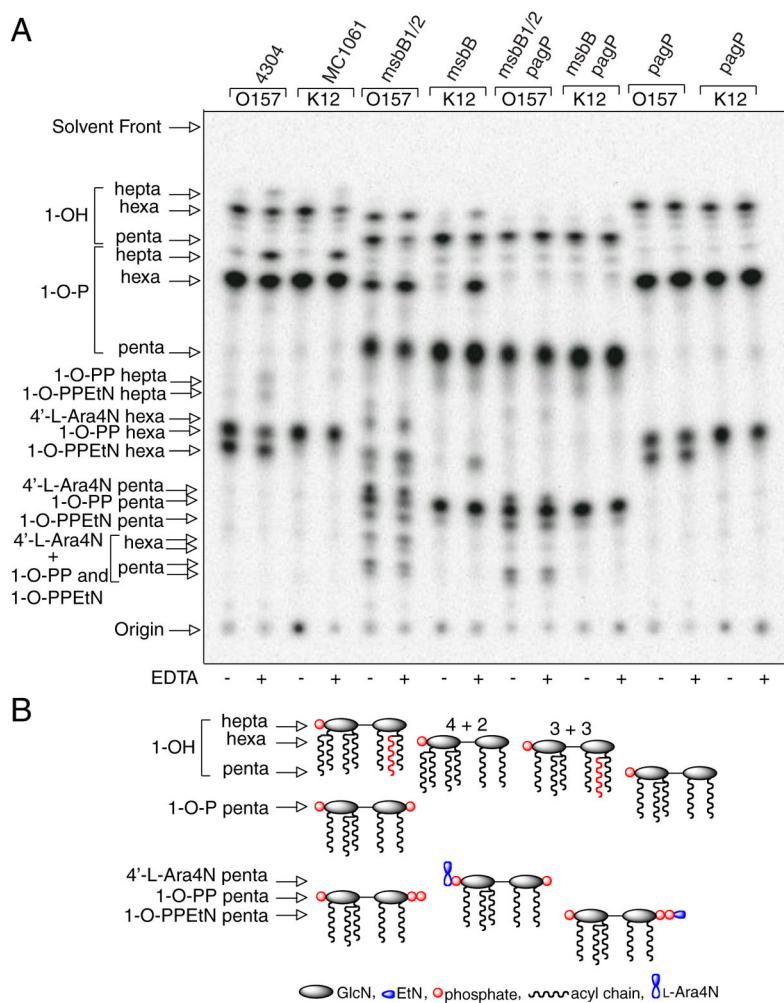 A
4304
MC1061
msbB1/2
msbB
msbB1/2 pagP
msbB pagP
pagP
pagP
O157
K12
O157
K12
O157
K12
O157
K12
Solvent Front
1-OH
hepta
hexa
penta
1-O-P
hepta
hexa
penta
1-O-PP hepta
1-O-PPEtN hepta
4'-L-Ara4N hexa
1-O-PP hexa
1-O-PPEtN hexa
4'-L-Ara4N penta
1-O-PP penta
1-O-PPEtN penta
4'-L-Ara4N
+
1-O-PP and
1-O-PPEtN
hexa
penta
Origin
EDTA - + - + - + - + - + - + - + - +
B
1-OH
hepta
hexa
penta
4 + 2
3 + 3
1-O-P penta
4'-L-Ara4N penta
1-O-PP penta
1-O-PPEtN penta
GlcN, EtN, phosphate, acyl chain, L-Ara4N